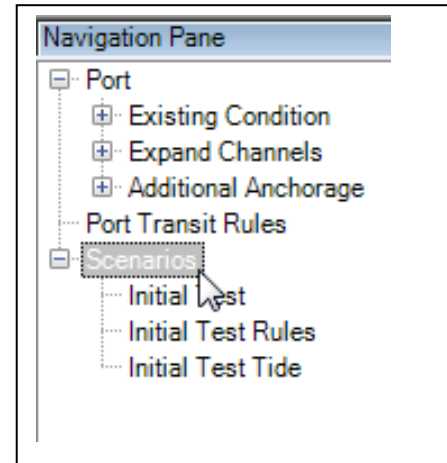 Navigation Pane
Port
Existing Condition
Expand Channels
Additional Anchorage
Port Transit Rules
Scenarios
Initial Test
Initial Test Rules
Initial Test Tide